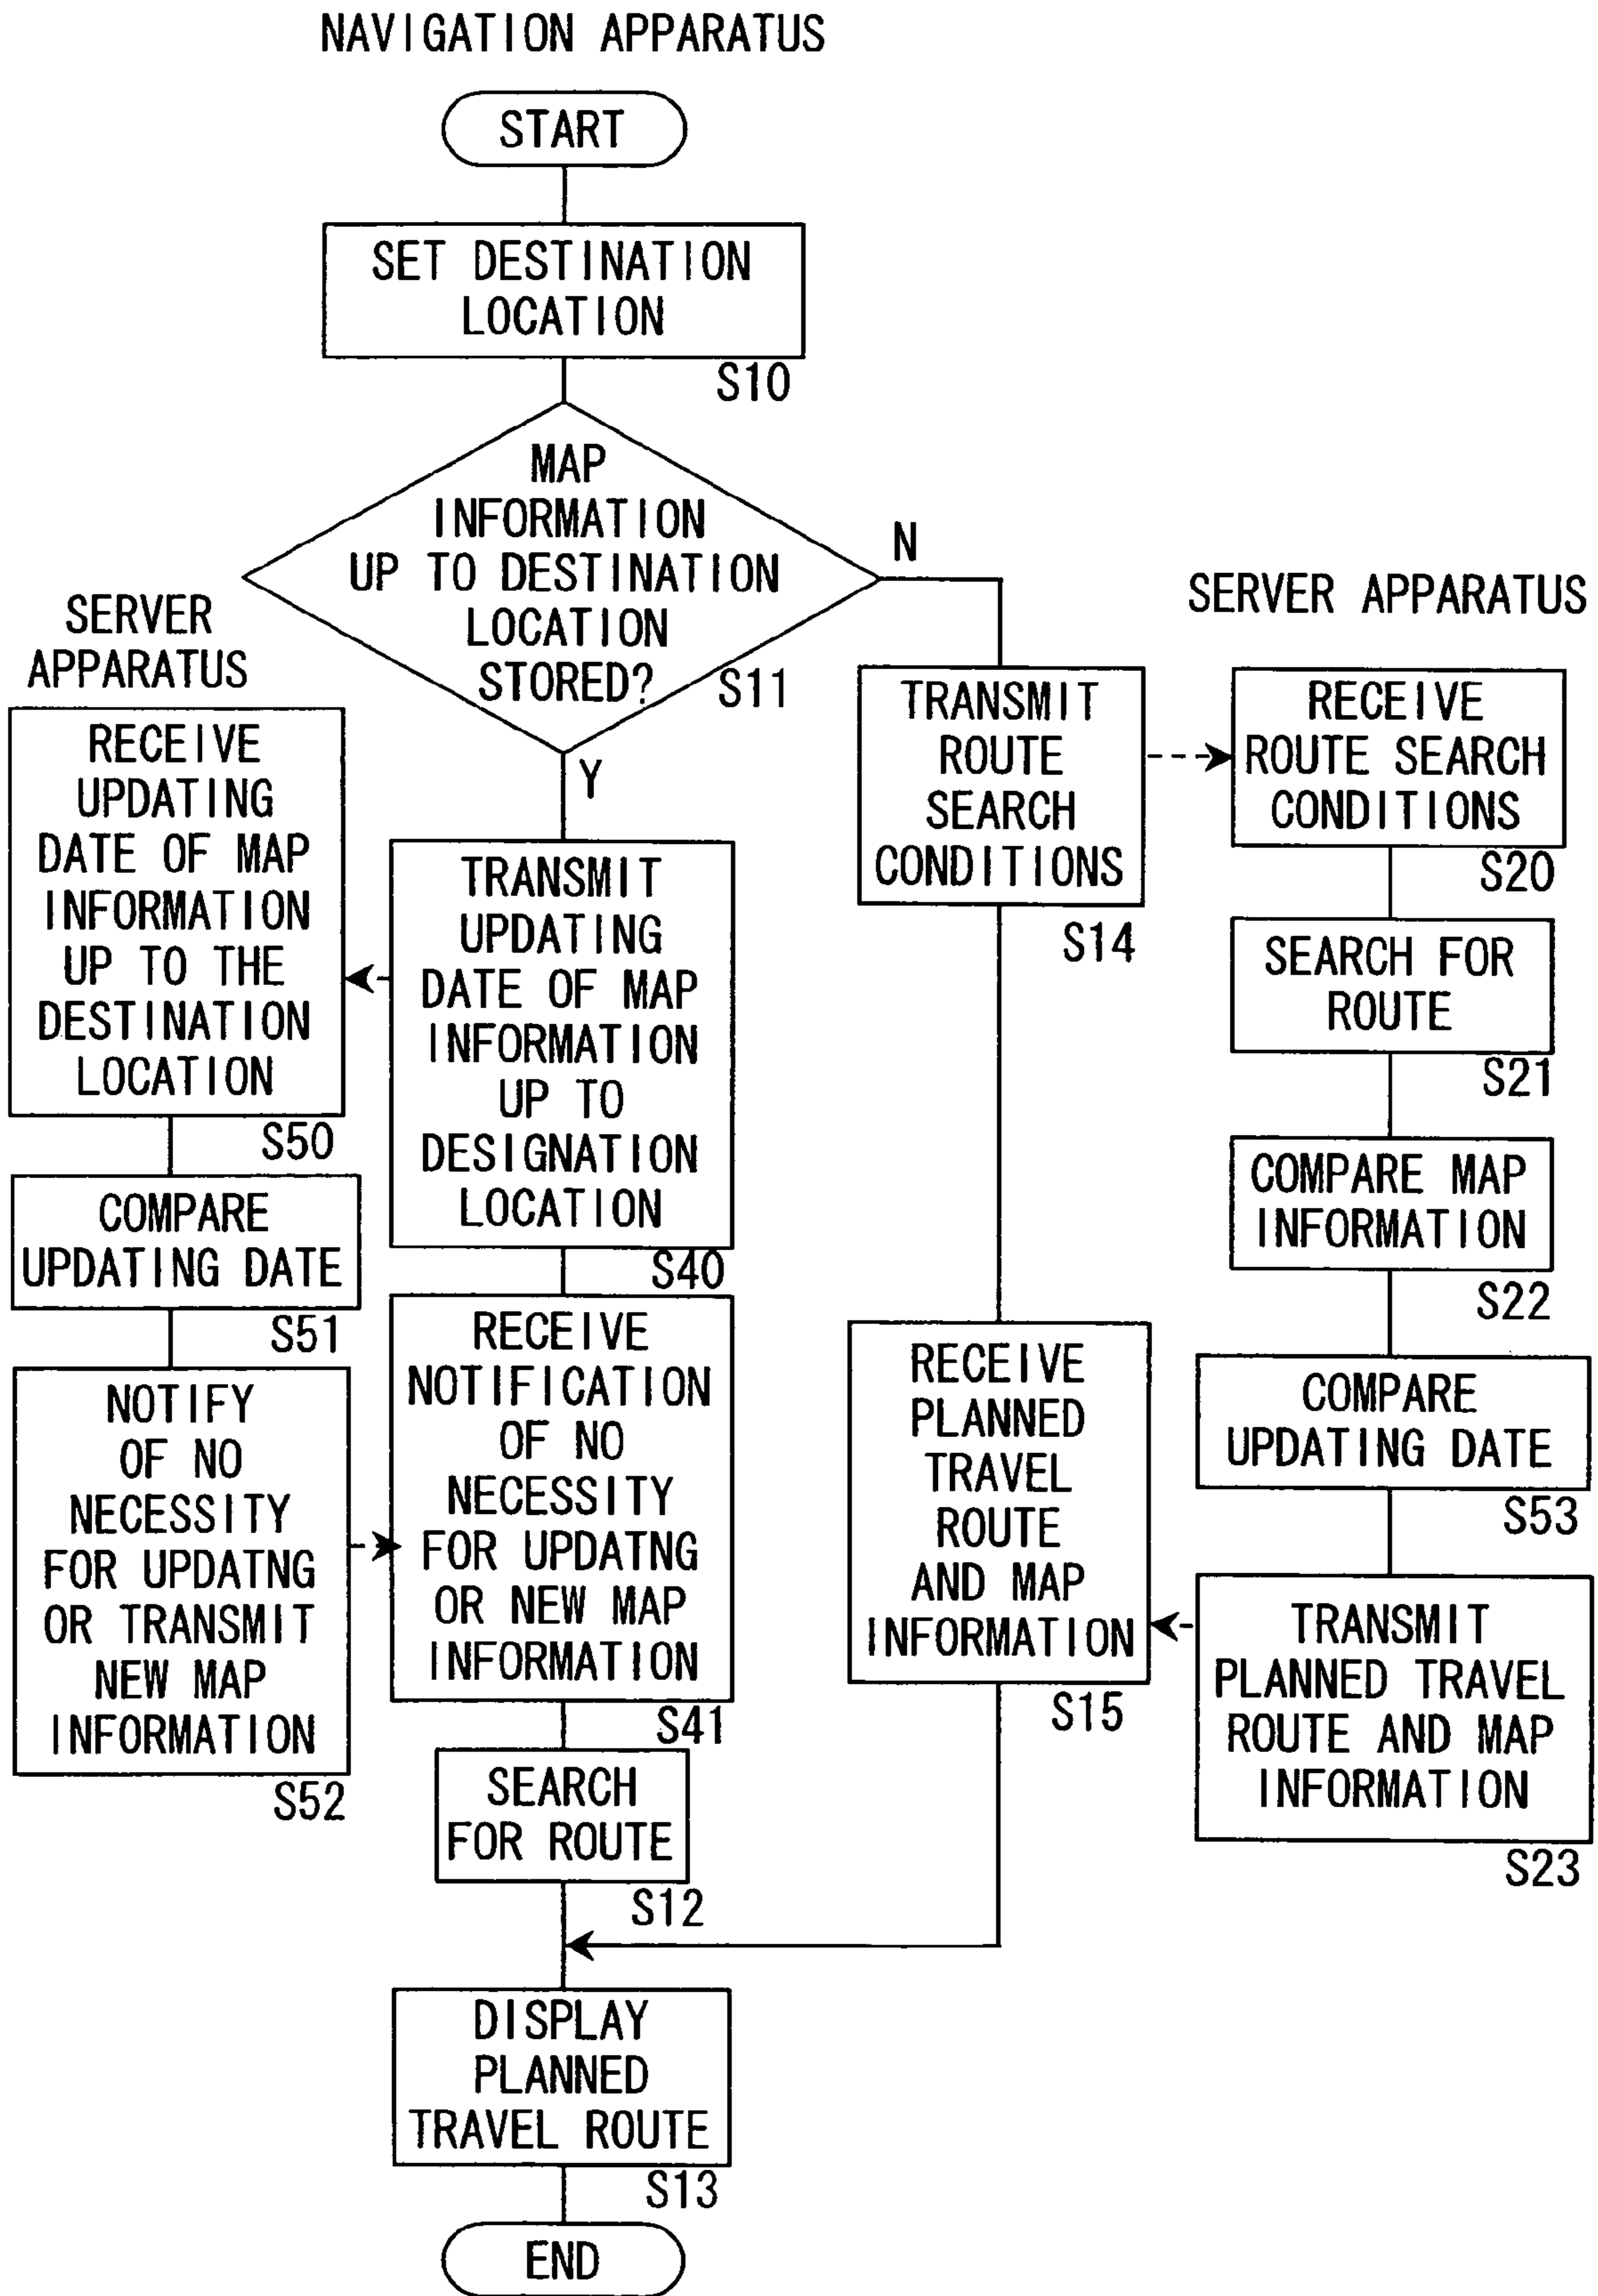 NAVIGATION APPARATUS
START
SET DESTINATION
LOCATION
S10
MAP
INFORMATION
UP TO DESTINATION
LOCATION
STORED?
S11
N
Y
SERVER
APPARATUS
RECEIVE
UPDATING
DATE OF MAP
INFORMATION
UP TO THE
DESTINATION
LOCATION
S50
COMPARE
UPDATING DATE
S51
NOTIFY
OF NO
NECESSITY
FOR UPDATNG
OR TRANSMIT
NEW MAP
INFORMATION
S52
TRANSMIT
UPDATING
DATE OF MAP
INFORMATION
UP TO
DESIGNATION
LOCATION
S40
RECEIVE
NOTIFICATION
OF NO
NECESSITY
FOR UPDATNG
OR NEW MAP
INFORMATION
S41
SEARCH
FOR ROUTE
S12
TRANSMIT
ROUTE
SEARCH
CONDITIONS
S14
RECEIVE
PLANNED
TRAVEL
ROUTE
AND MAP
INFORMATION
S15
SERVER APPARATUS
RECEIVE
ROUTE SEARCH
CONDITIONS
S20
SEARCH FOR
ROUTE
S21
COMPARE MAP
INFORMATION
S22
COMPARE
UPDATING DATE
S53
TRANSMIT
PLANNED TRAVEL
ROUTE AND MAP
INFORMATION
S23
DISPLAY
PLANNED
TRAVEL ROUTE
S13
END